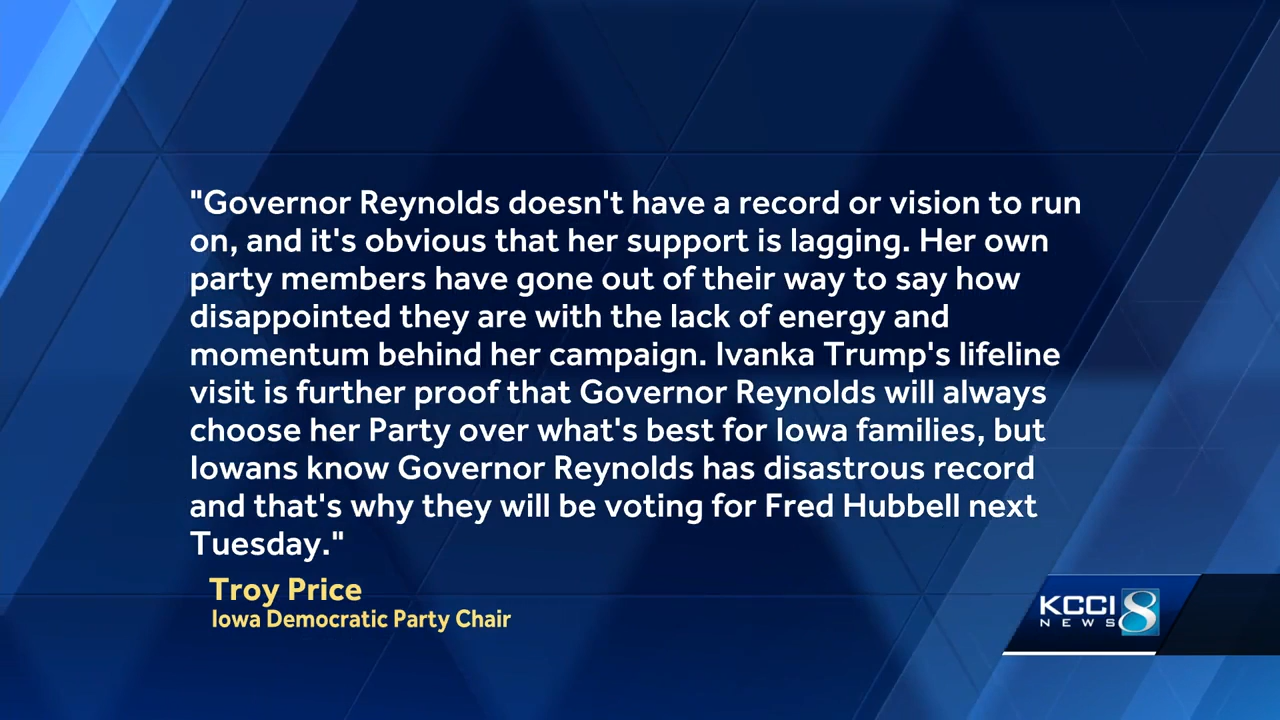 "Governor Reynolds doesn't have a record or vision to run
on, and it's obvious that her support is lagging. Her own
party members have gone out of their way to say how
disappointed they are with the lack of energy and
momentum behind her campaign. Ivanka Trump's lifeline
visit is further proof that Governor Reynolds will always
choose her Party over what's best for Iowa families, but
Iowans know Governor Reynolds has disastrous record
and that's why they will be voting for Fred Hubbell next
Tuesday."
Troy Price
Iowa Democratic Party Chair
KCCI 8
NEWS